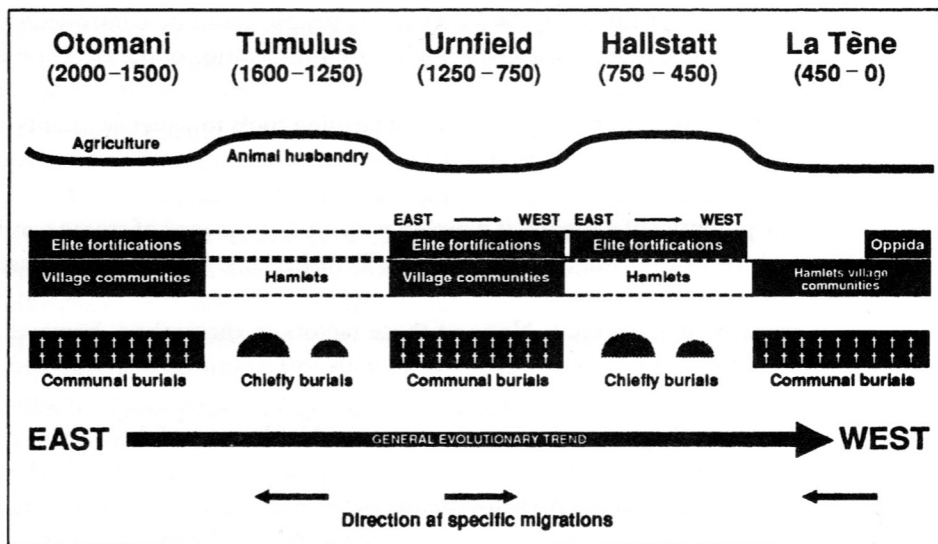 Otomani Tumulus Urnfield Hallstatt La Tène
(2000–1500) (1600–1250) (1250–750) (750 – 450) (450 – 0)
Agriculture
Animal husbandry
EAST WEST EAST WEST
Elite fortifications Elite fortifications Elite fortifications Oppida
Village communities Hamlets Village communities Hamlets Hamlets village
communities
Communal burials Chiefly burials Communal burials Chiefly burials Communal burials
EAST GENERAL EVOLUTIONARY TREND WEST
Direction af specific migrations